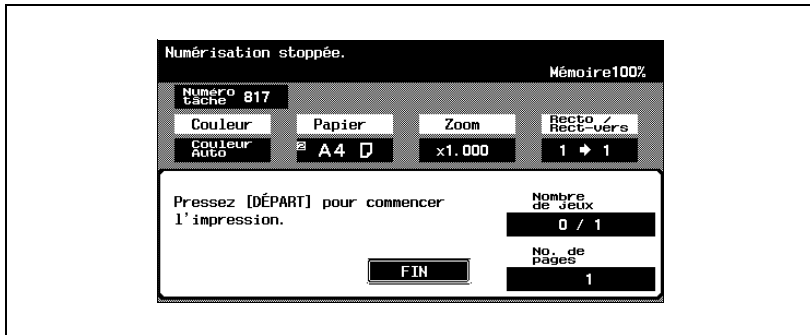 Numérisation stoppée.
Mémoire100%
Numéro
tâche 817
Couleur Papier Zoom Recto /
Rect-vers
Couleur
Auto
2 A4 x1.000 1 → 1
Pressez [DÉPART] pour commencer
l'impression.
Nombre
de jeux
0 / 1
No. de
pages
1
FIN